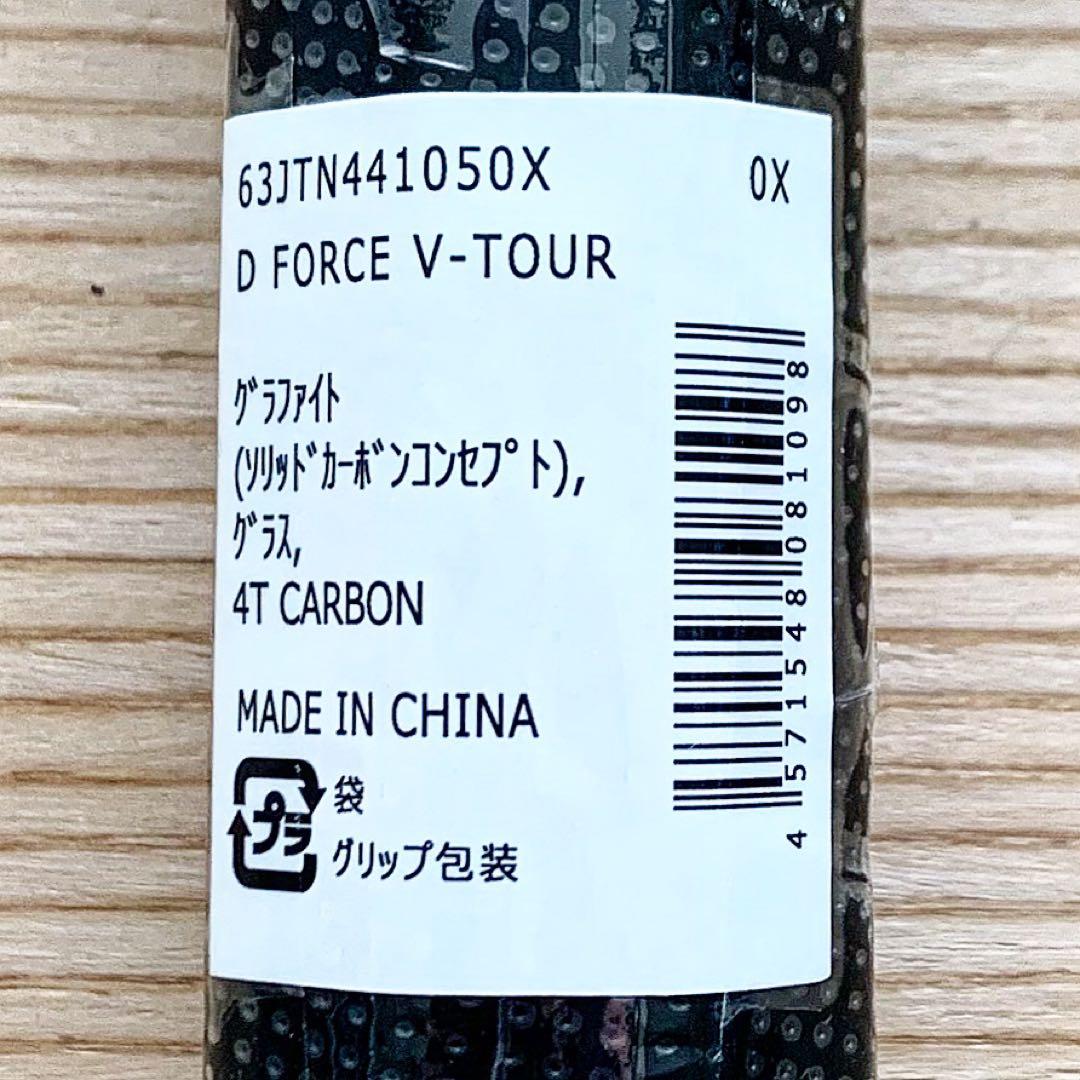 63JTN441050X 0X
D FORCE V-TOUR
ｸﾞﾗﾌｧｲﾄ
(ｿﾘｯﾄﾞｶｰﾎﾞﾝｺﾝｾﾌﾟﾄ),
ｸﾞﾗｽ,
4T CARBON
MADE IN CHINA
プラ 袋
グリップ包装
4571548081098